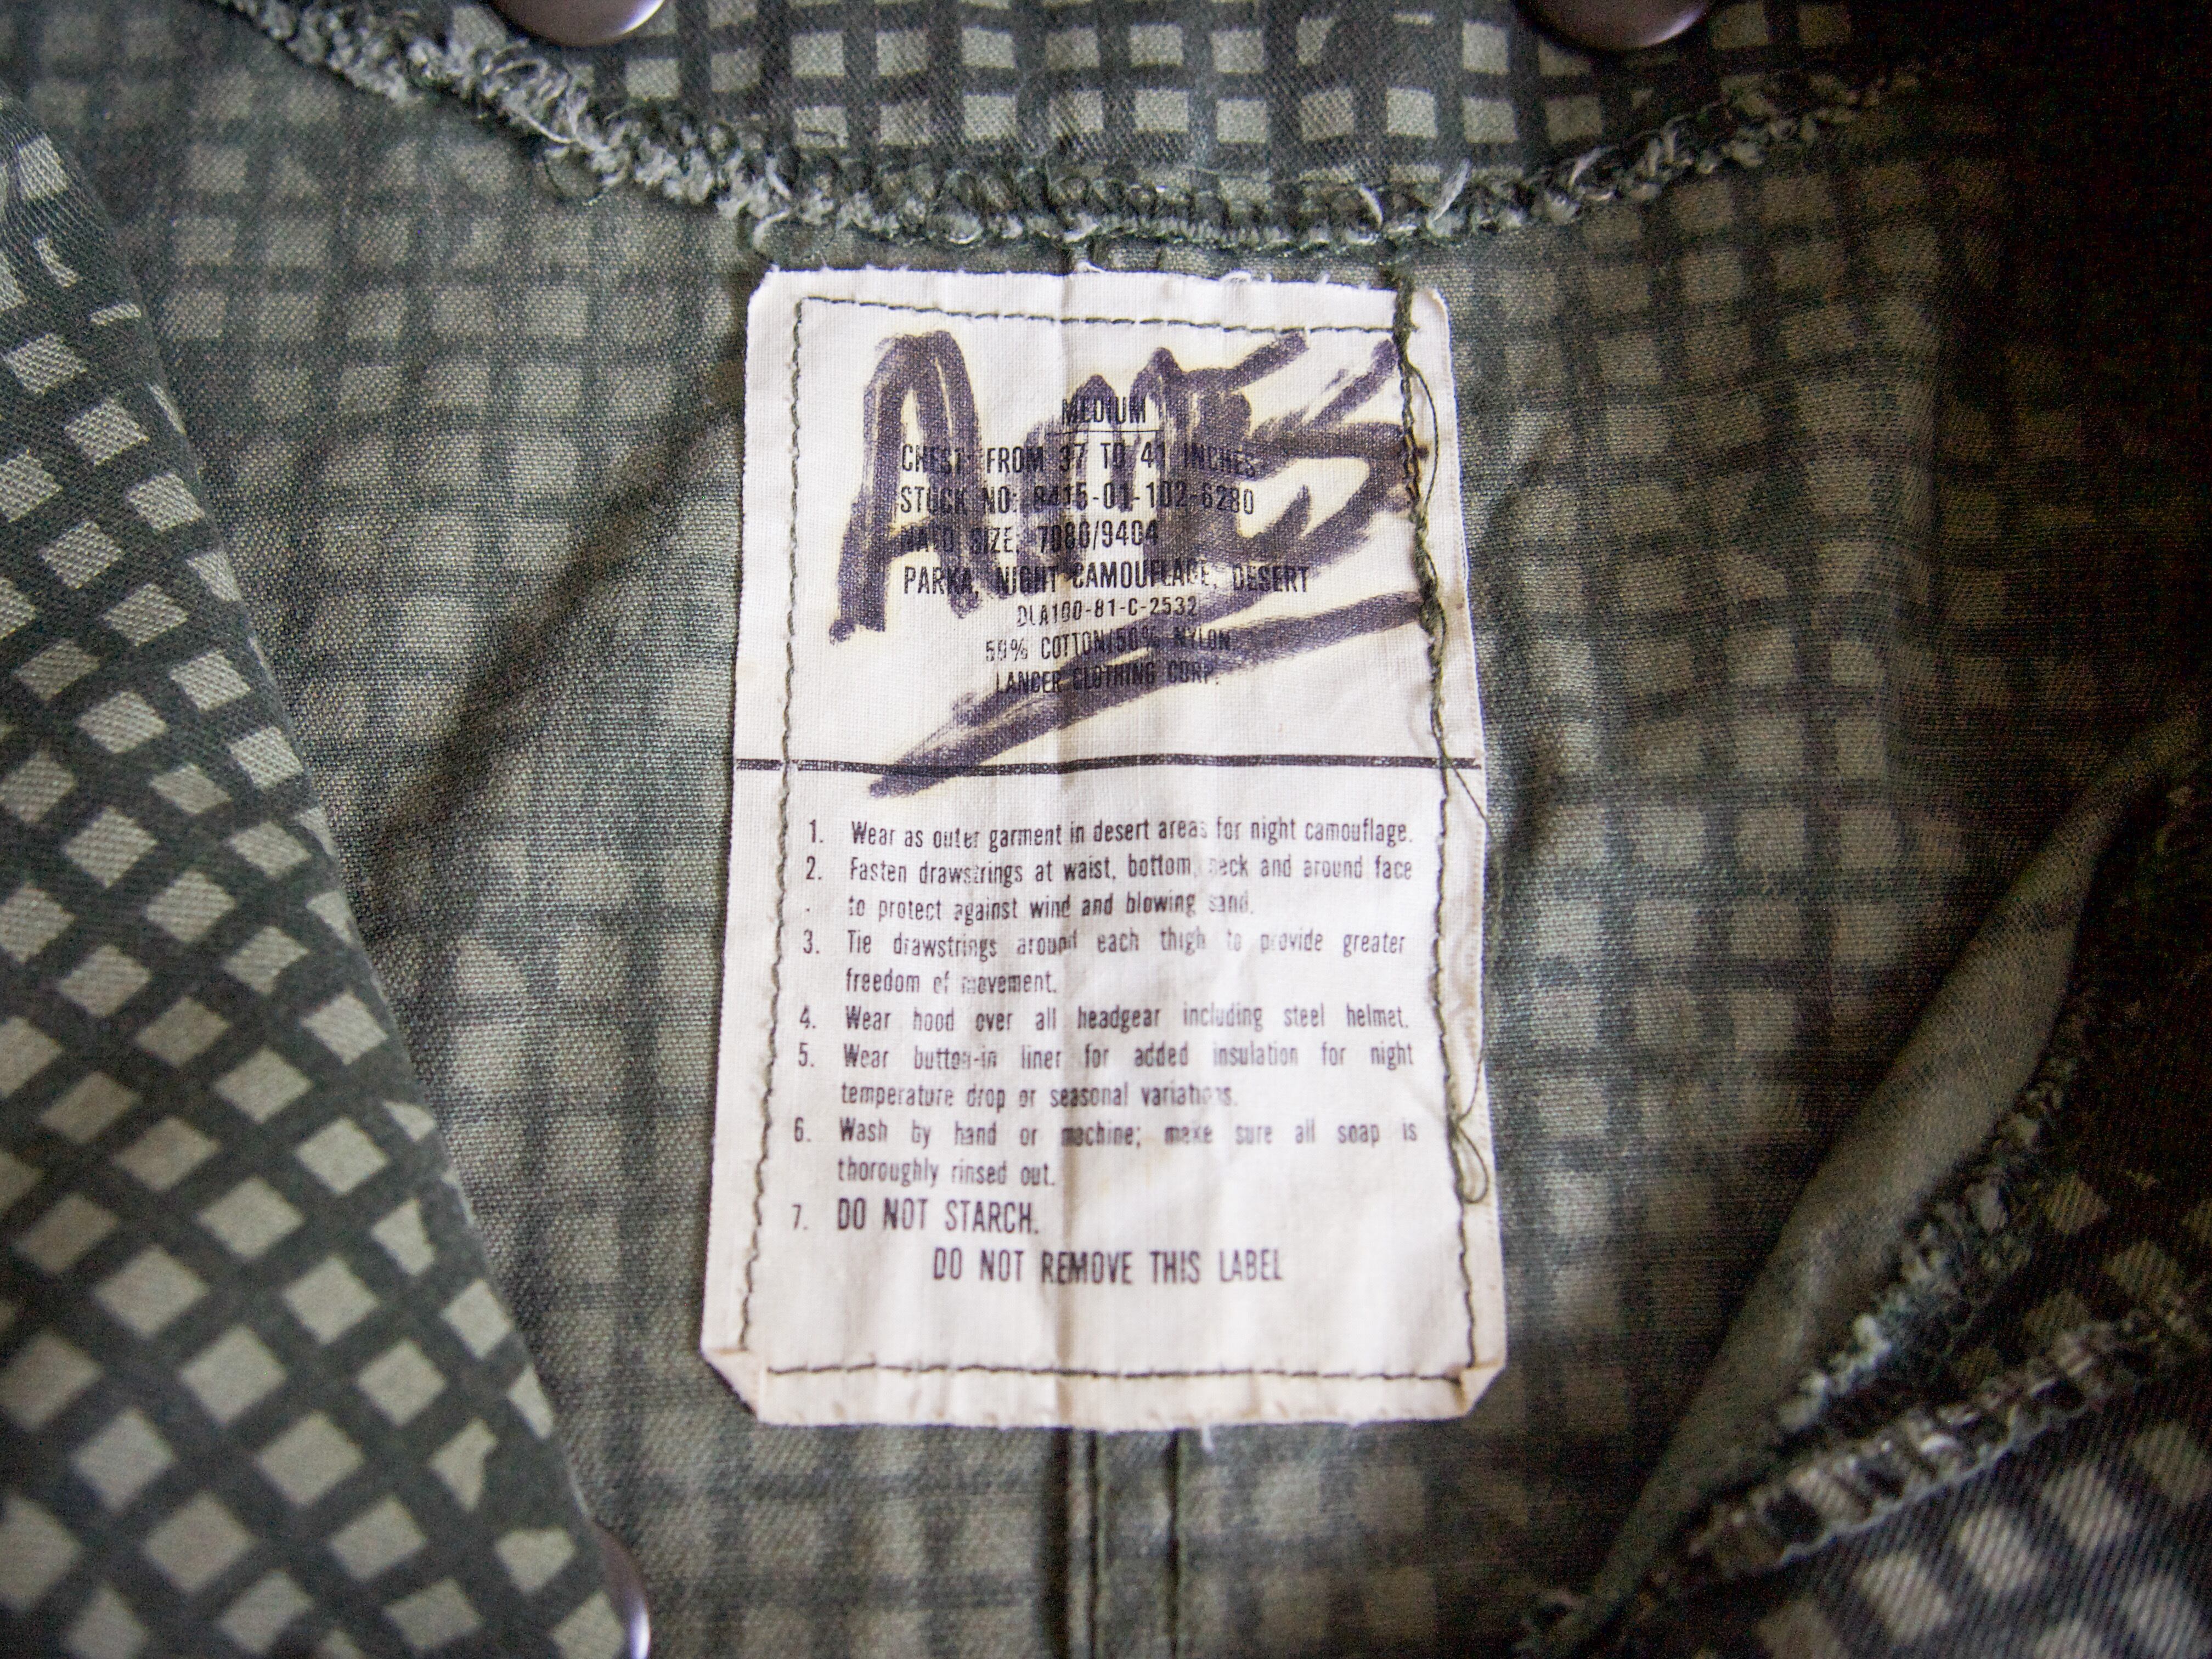 Ames
MEDIUM
CHEST: FROM 37 TO 41 INCHES
STOCK NO: 8415-01-102-6280
NATO SIZE: 7080/9404
PARKA, NIGHT CAMOUFLAGE, DESERT
DLA100-81-C-2532
50% COTTON/50% NYLON
LANCER CLOTHING CORP.
1. Wear as outer garment in desert areas for night camouflage.
2. Fasten drawstrings at waist, bottom, neck and around face
to protect against wind and blowing sand.
3. Tie drawstrings around each thigh to provide greater
freedom of movement.
4. Wear hood over all headgear including steel helmet.
5. Wear button-in liner for added insulation for night
temperature drop or seasonal variations.
6. Wash by hand or machine; make sure all soap is
thoroughly rinsed out.
7. DO NOT STARCH.
DO NOT REMOVE THIS LABEL